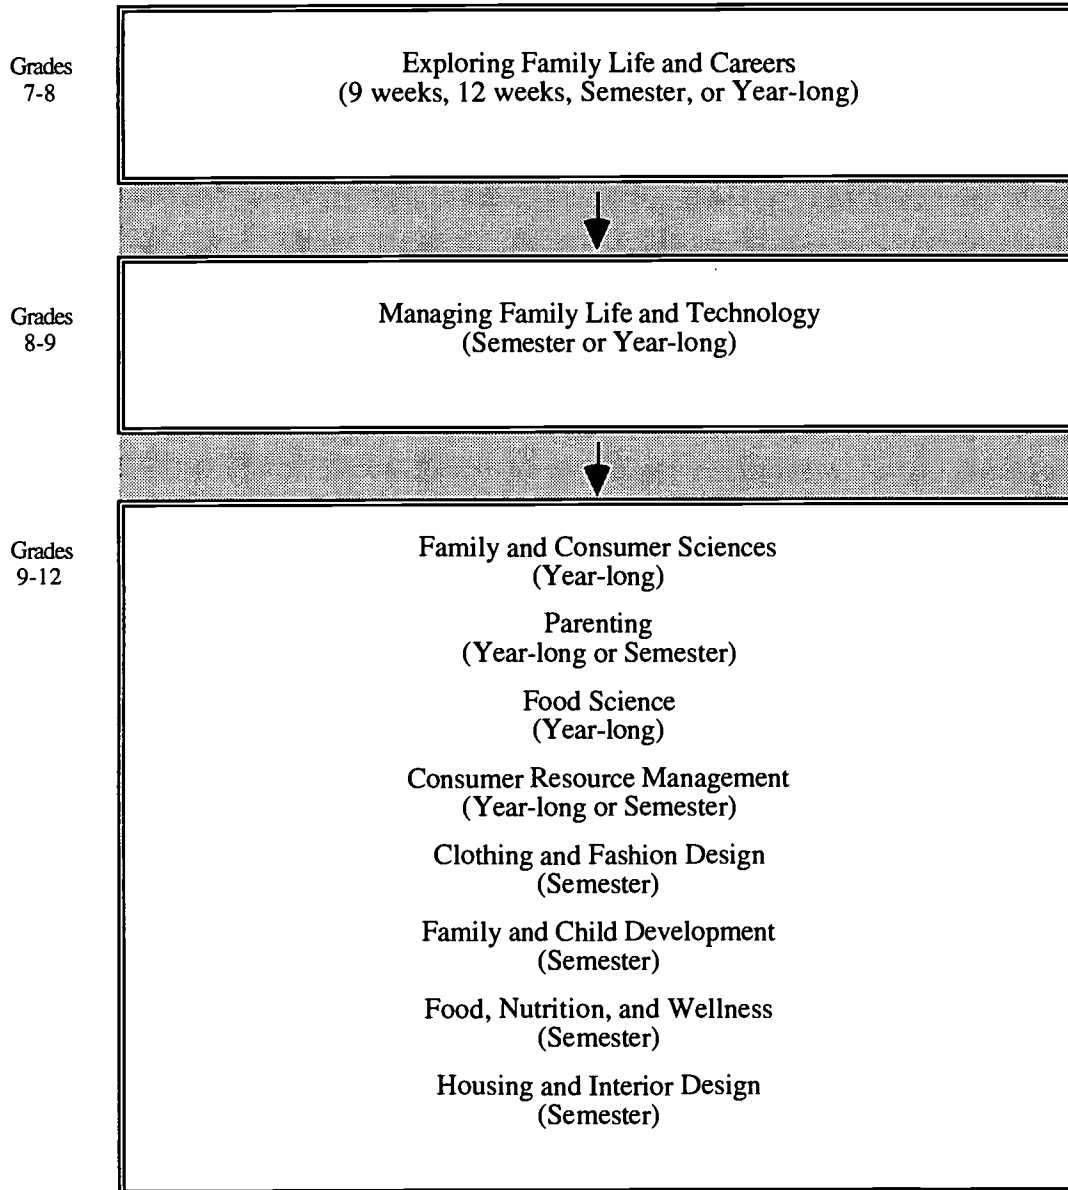 Grades
7-8
Exploring Family Life and Careers
(9 weeks, 12 weeks, Semester, or Year-long)
Grades
8-9
Managing Family Life and Technology
(Semester or Year-long)
Grades
9-12
Family and Consumer Sciences
(Year-long)
Parenting
(Year-long or Semester)
Food Science
(Year-long)
Consumer Resource Management
(Year-long or Semester)
Clothing and Fashion Design
(Semester)
Family and Child Development
(Semester)
Food, Nutrition, and Wellness
(Semester)
Housing and Interior Design
(Semester)